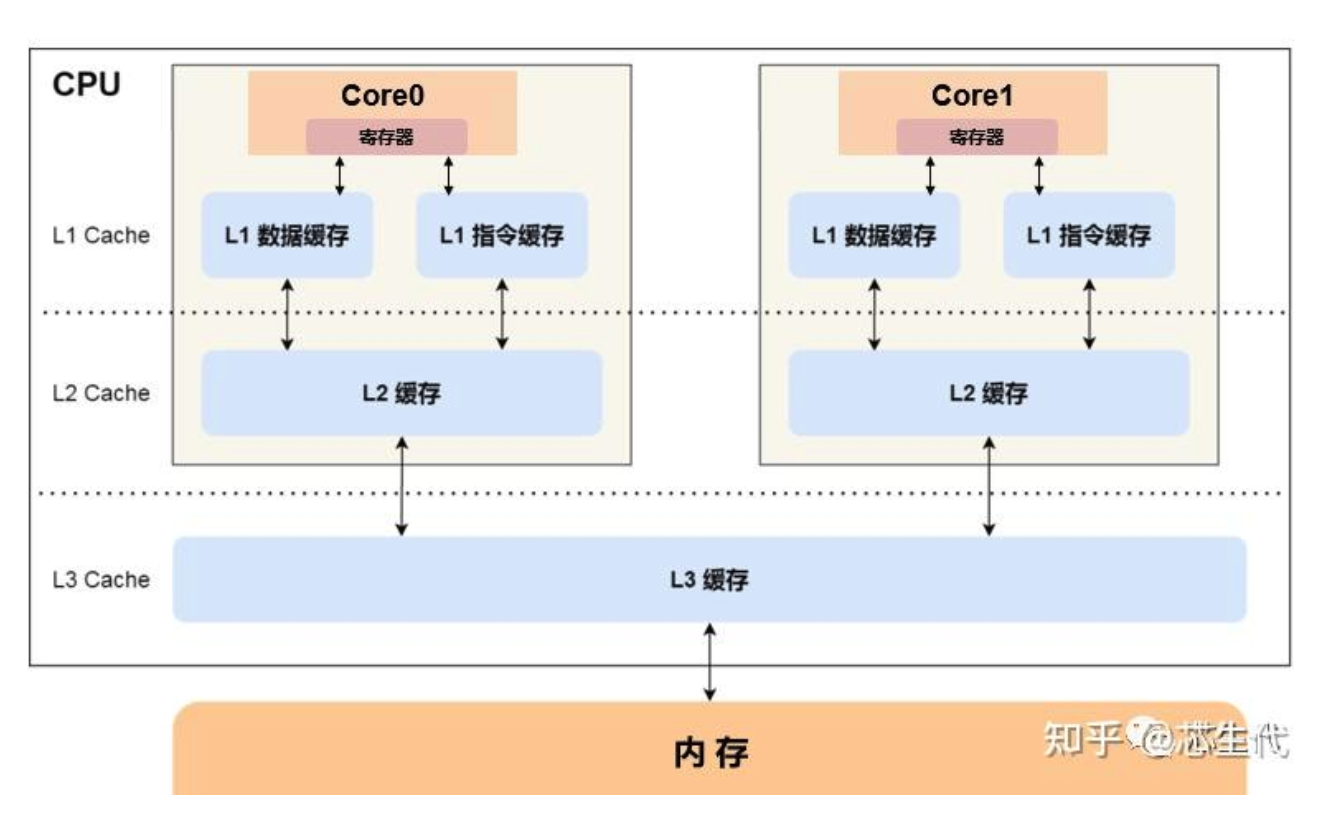 CPU
Core0
Core1
寄存器
寄存器
L1 Cache
L1 数据缓存
L1 指令缓存
L1 数据缓存
L1 指令缓存
L2 Cache
L2 缓存
L2 缓存
L3 Cache
L3 缓存
内存
知乎 @芯生代